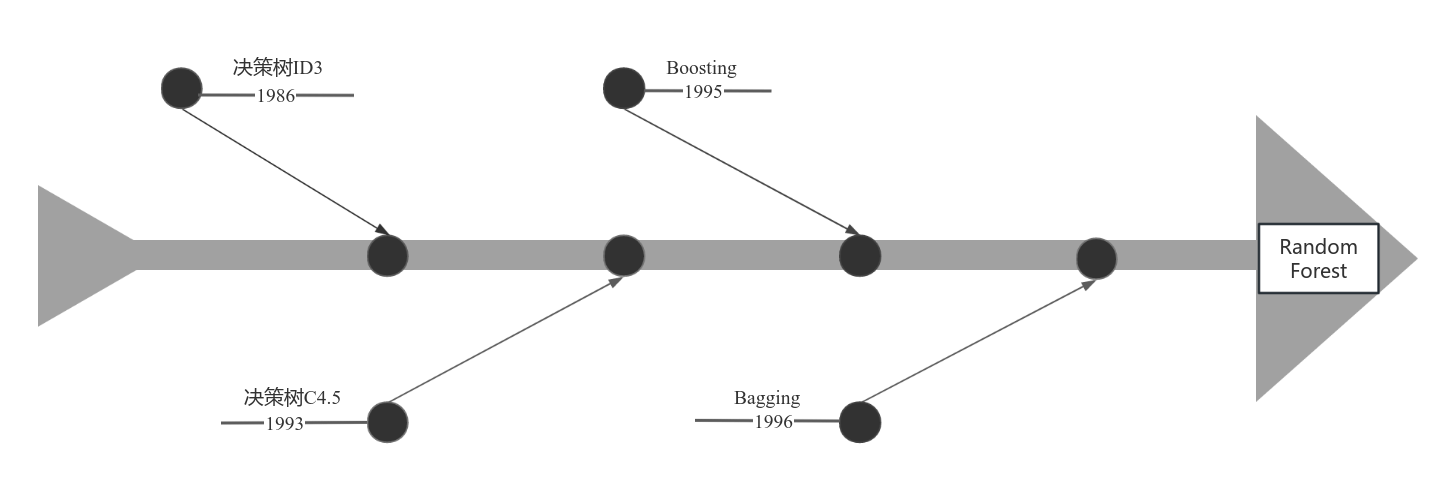 决策树ID3
1986
Boosting
1995
Random
Forest
决策树C4.5
1993
Bagging
1996